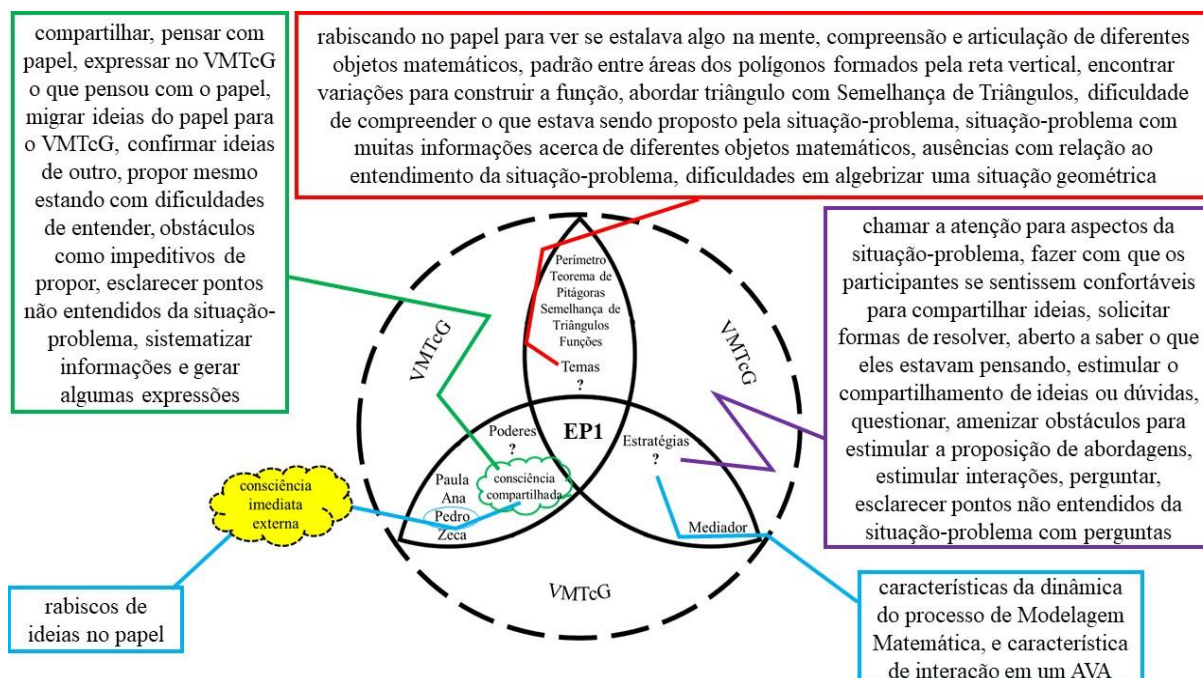 compartilhar, pensar com
papel, expressar no VMTcG
o que pensou com o papel,
migrar ideias do papel para
o VMTcG, confirmar ideias
de outro, propor mesmo
estando com dificuldades
de entender, obstáculos
como impeditivos de
propor, esclarecer pontos
não entendidos da situação-
problema, sistematizar
informações e gerar
algumas expressões
rabiscando no papel para ver se estalava algo na mente, compreensão e articulação de diferentes
objetos matemáticos, padrão entre áreas dos polígonos formados pela reta vertical, encontrar
variações para construir a função, abordar triângulo com Semelhança de Triângulos, dificuldade
de compreender o que estava sendo proposto pela situação-problema, situação-problema com
muitas informações acerca de diferentes objetos matemáticos, ausências com relação ao
entendimento da situação-problema, dificuldades em algebrizar uma situação geométrica
chamar a atenção para aspectos da
situação-problema, fazer com que os
participantes se sentissem confortáveis
para compartilhar ideias, solicitar
formas de resolver, aberto a saber o que
eles estavam pensando, estimular o
compartilhamento de ideias ou dúvidas,
questionar, amenizar obstáculos para
estimular a proposição de abordagens,
estimular interações, perguntar,
esclarecer pontos não entendidos da
situação-problema com perguntas
Perímetro
Teorema de
Pitágoras
Semelhança de
Triângulos
Funções
Temas
?
VMTcG
VMTcG
EP1
Poderes
?
Estratégias
?
Paula
Ana
Pedro
Zeca
consciência
compartilhada
Mediador
consciência
imediata
externa
VMTcG
rabiscos de
ideias no papel
características da dinâmica
do processo de Modelagem
Matemática, e característica
de interação em um AVA